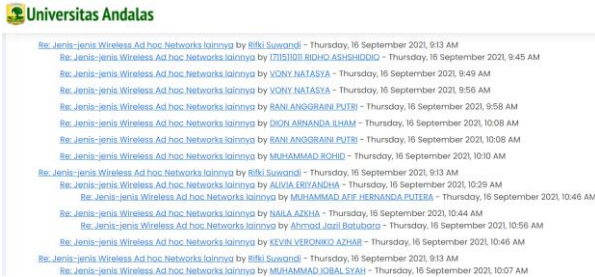 Universitas Andalas
Re: Jenis-jenis Wireless Ad hoc Networks lainnya by Rifki Suwandi - Thursday, 16 September 2021, 9:13 AM
Re: Jenis-jenis Wireless Ad hoc Networks lainnya by 1711511011 RIDHO ASHSHIDDIQ - Thursday, 16 September 2021, 9:45 AM
Re: Jenis-jenis Wireless Ad hoc Networks lainnya by VONY NATASYA - Thursday, 16 September 2021, 9:49 AM
Re: Jenis-jenis Wireless Ad hoc Networks lainnya by VONY NATASYA - Thursday, 16 September 2021, 9:56 AM
Re: Jenis-jenis Wireless Ad hoc Networks lainnya by RANI ANGGRAINI PUTRI - Thursday, 16 September 2021, 9:58 AM
Re: Jenis-jenis Wireless Ad hoc Networks lainnya by DION ARNANDA ILHAM - Thursday, 16 September 2021, 10:08 AM
Re: Jenis-jenis Wireless Ad hoc Networks lainnya by RANI ANGGRAINI PUTRI - Thursday, 16 September 2021, 10:08 AM
Re: Jenis-jenis Wireless Ad hoc Networks lainnya by MUHAMMAD ROHID - Thursday, 16 September 2021, 10:10 AM
Re: Jenis-jenis Wireless Ad hoc Networks lainnya by Rifki Suwandi - Thursday, 16 September 2021, 9:13 AM
Re: Jenis-jenis Wireless Ad hoc Networks lainnya by ALIVIA ERIYANDHA - Thursday, 16 September 2021, 10:29 AM
Re: Jenis-jenis Wireless Ad hoc Networks lainnya by MUHAMMAD AFIF HERNANDA PUTERA - Thursday, 16 September 2021, 10:46 AM
Re: Jenis-jenis Wireless Ad hoc Networks lainnya by NAILA AZKHA - Thursday, 16 September 2021, 10:44 AM
Re: Jenis-jenis Wireless Ad hoc Networks lainnya by Ahmad Jazil Batubara - Thursday, 16 September 2021, 10:56 AM
Re: Jenis-jenis Wireless Ad hoc Networks lainnya by KEVIN VERONIKO AZHAR - Thursday, 16 September 2021, 10:46 AM
Re: Jenis-jenis Wireless Ad hoc Networks lainnya by Rifki Suwandi - Thursday, 16 September 2021, 9:13 AM
Re: Jenis-jenis Wireless Ad hoc Networks lainnya by MUHAMMAD IQBAL SYAH - Thursday, 16 September 2021, 10:07 AM